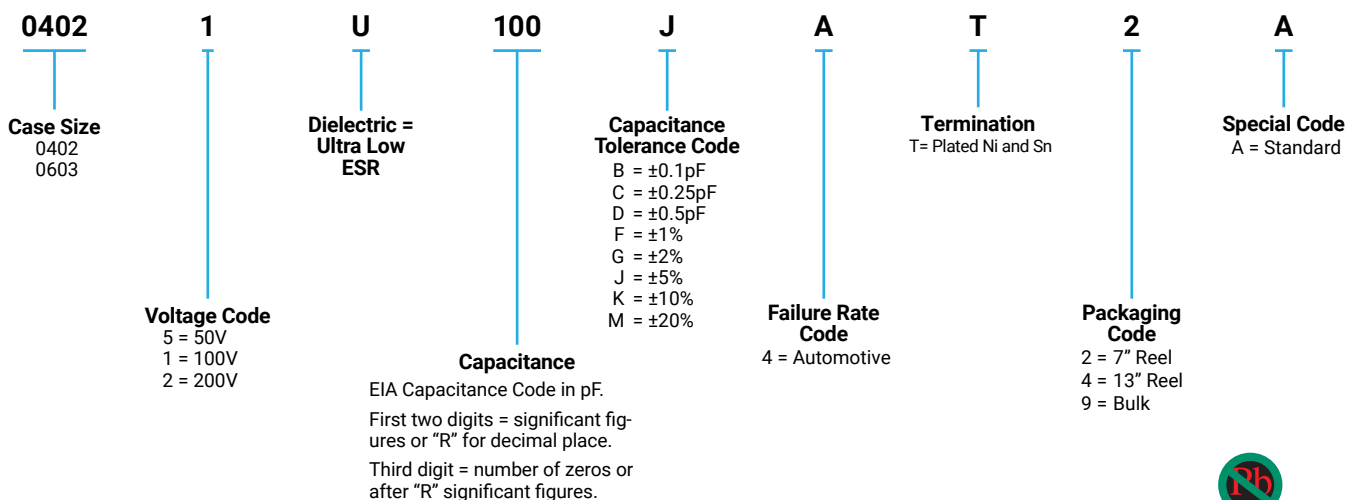 0402 1 U 100 J A T 2 A
Case Size
0402
0603
Voltage Code
5 = 50V
1 = 100V
2 = 200V
Dielectric =
Ultra Low
ESR
Capacitance
EIA Capacitance Code in pF.
First two digits = significant fig-
ures or “R” for decimal place.
Third digit = number of zeros or
after “R” significant figures.
Capacitance
Tolerance Code
B = ±0.1pF
C = ±0.25pF
D = ±0.5pF
F = ±1%
G = ±2%
J = ±5%
K = ±10%
M = ±20%
Failure Rate
Code
4 = Automotive
Termination
T= Plated Ni and Sn
Packaging
Code
2 = 7” Reel
4 = 13” Reel
9 = Bulk
Special Code
A = Standard
Pb